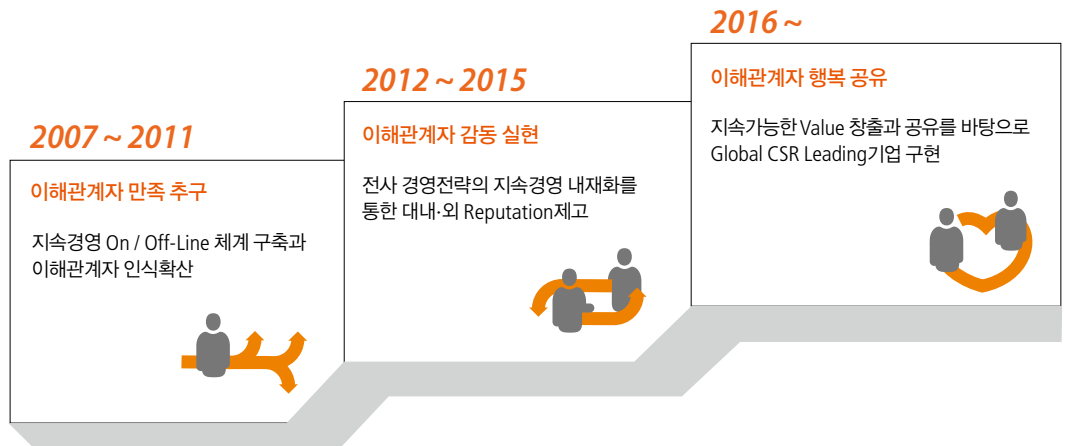 2007 ~ 2011
이해관계자 만족 추구
지속경영 On / Off-Line 체계 구축과
이해관계자 인식확산
2012 ~ 2015
이해관계자 감동 실현
전사 경영전략의 지속경영 내재화를
통한 대내·외 Reputation제고
2016 ~
이해관계자 행복 공유
지속가능한 Value 창출과 공유를 바탕으로
Global CSR Leading기업 구현